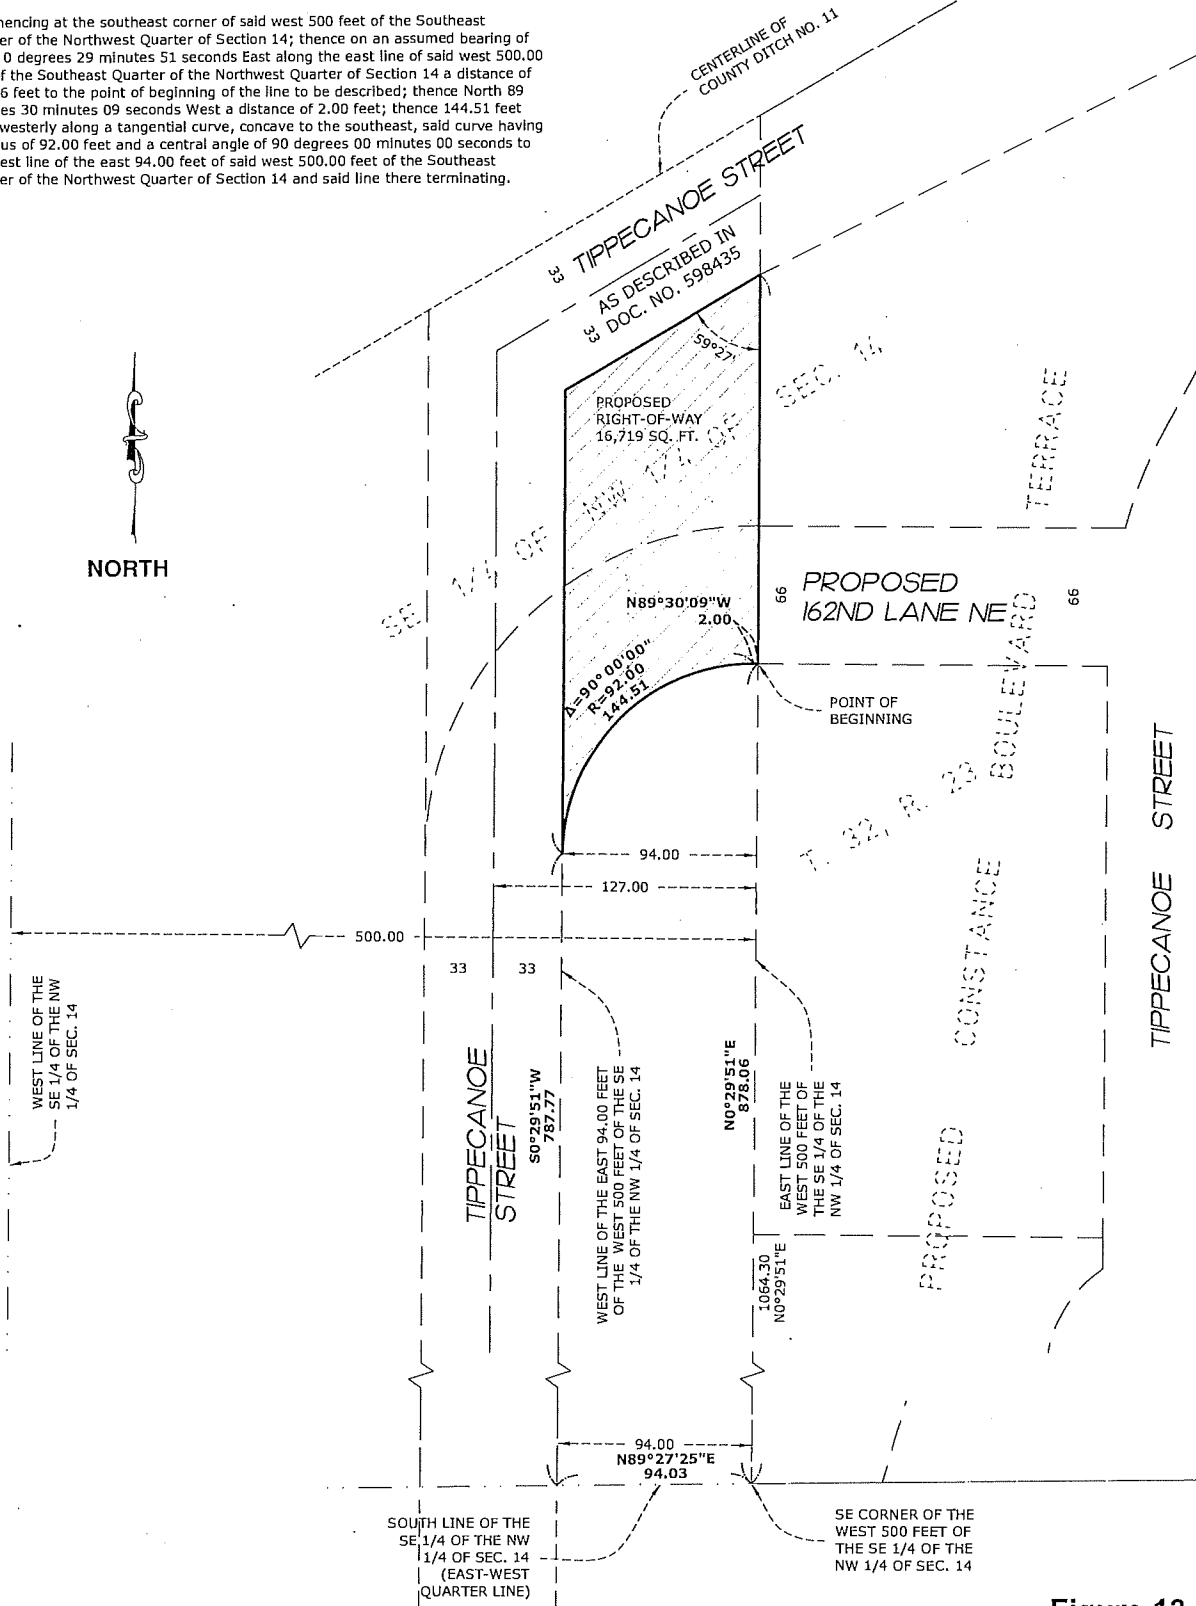 encing at the southeast corner of said west 500 feet of the Southeast
er of the Northwest Quarter of Section 14; thence on an assumed bearing of
0 degrees 29 minutes 51 seconds East along the east line of said west 500.00
f the Southeast Quarter of the Northwest Quarter of Section 14 a distance of
6 feet to the point of beginning of the line to be described; thence North 89
es 30 minutes 09 seconds West a distance of 2.00 feet; thence 144.51 feet
westerly along a tangential curve, concave to the southeast, said curve having
us of 92.00 feet and a central angle of 90 degrees 00 minutes 00 seconds to
est line of the east 94.00 feet of said west 500.00 feet of the Southeast
er of the Northwest Quarter of Section 14 and said line there terminating.
CENTERLINE OF
COUNTY DITCH NO. 11
33
TIPPECANOE STREET
AS DESCRIBED IN
DOC. NO. 598435
33
59°27'
PROPOSED
RIGHT-OF-WAY
16,719 SQ. FT.
SE 1/4 OF NW 1/4 OF SEC. 14
NORTH
N89°30'09"W
2.00
66
PROPOSED
162ND LANE NE
66
Δ=90°00'00"
R=92.00
144.51
POINT OF
BEGINNING
T. 32, R. 23
PROPOSED CONSTANCE BOULEVARD TERRACE
TIPPECANOE STREET
94.00
127.00
500.00
33
33
WEST LINE OF THE
SE 1/4 OF THE NW
1/4 OF SEC. 14
TIPPECANOE
STREET
S0°29'51"W
787.77
WEST LINE OF THE EAST 94.00 FEET
OF THE WEST 500 FEET OF THE SE
1/4 OF THE NW 1/4 OF SEC. 14
N0°29'51"E
878.06
EAST LINE OF THE
WEST 500 FEET OF
THE SE 1/4 OF THE
NW 1/4 OF SEC. 14
1064.30
N0°29'51"E
94.00
N89°27'25"E
94.03
SOUTH LINE OF THE
SE 1/4 OF THE NW
1/4 OF SEC. 14
(EAST-WEST
QUARTER LINE)
SE CORNER OF THE
WEST 500 FEET OF
THE SE 1/4 OF THE
NW 1/4 OF SEC. 14